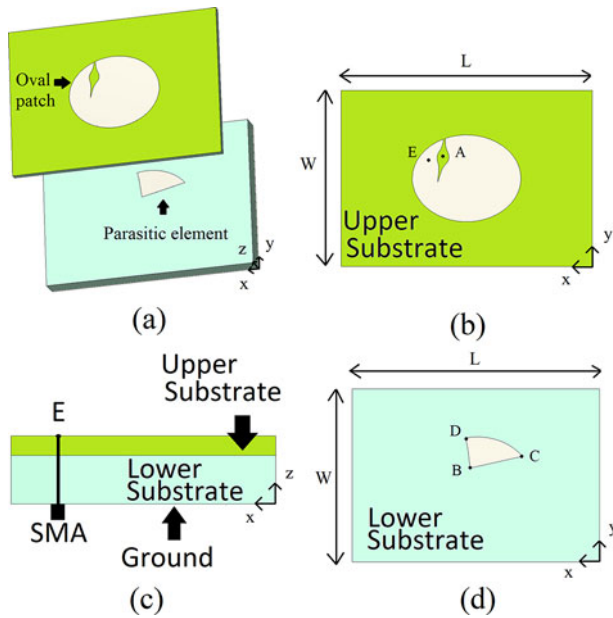 Oval
patch
Parasitic element
z
y
x
(a)
L
W
E
A
Upper
Substrate
y
x
(b)
Upper
Substrate
E
Lower
Substrate
z
x
SMA
Ground
(c)
L
W
D
B
C
Lower
Substrate
y
x
(d)